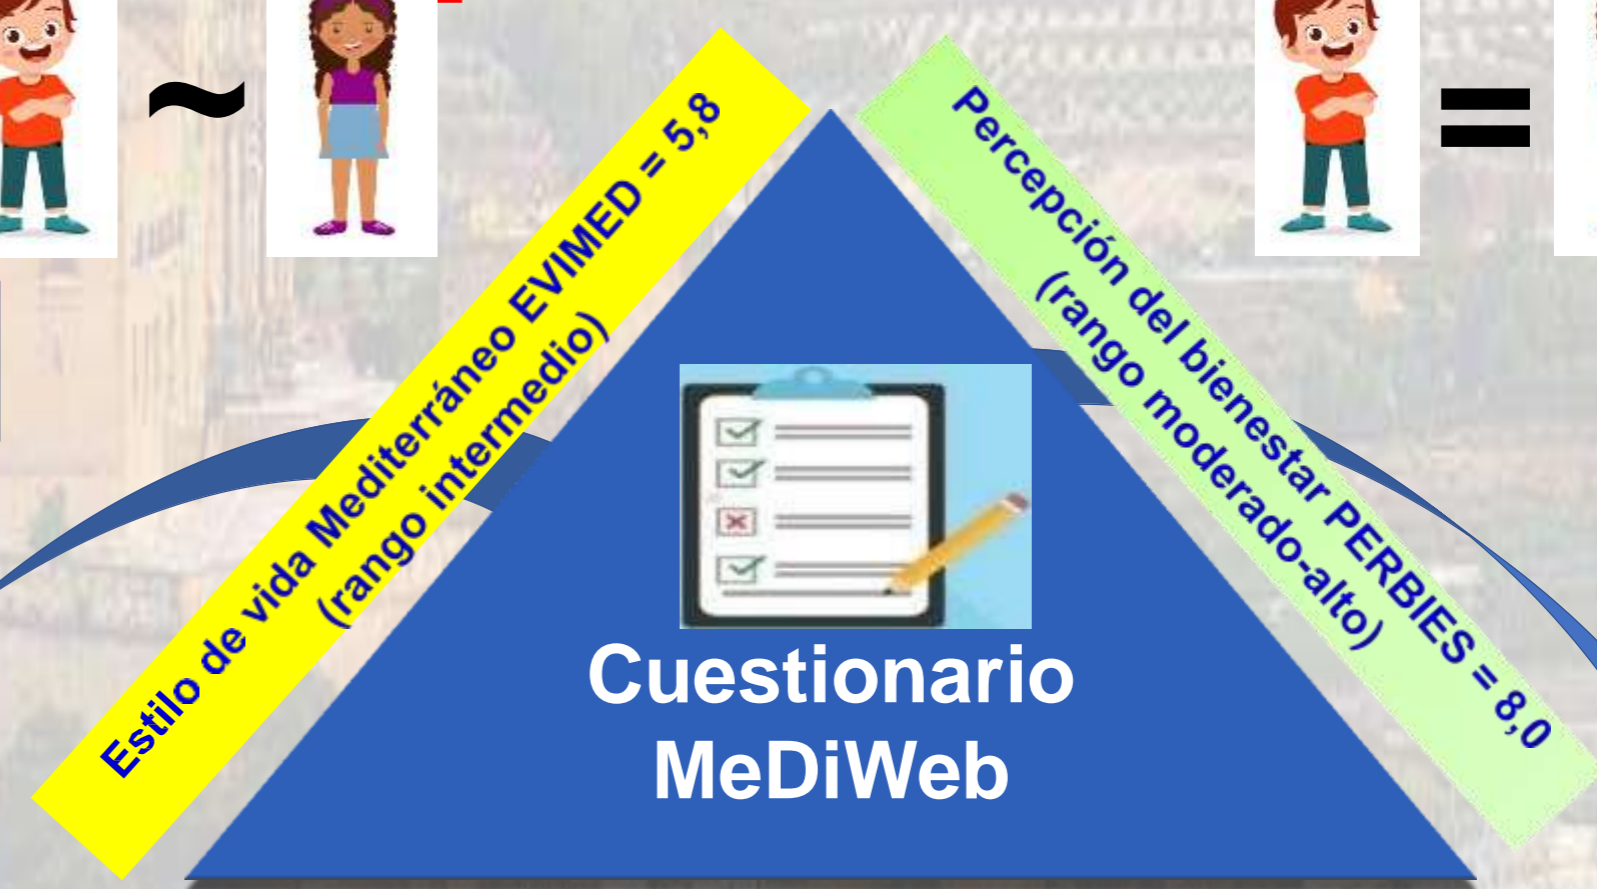 ~
=
Estilo de vida Mediterráneo EVIMED = 5,8
(rango intermedio)
Percepción del bienestar PERBIES = 8,0
(rango moderado-alto)
Cuestionario
MeDiWeb